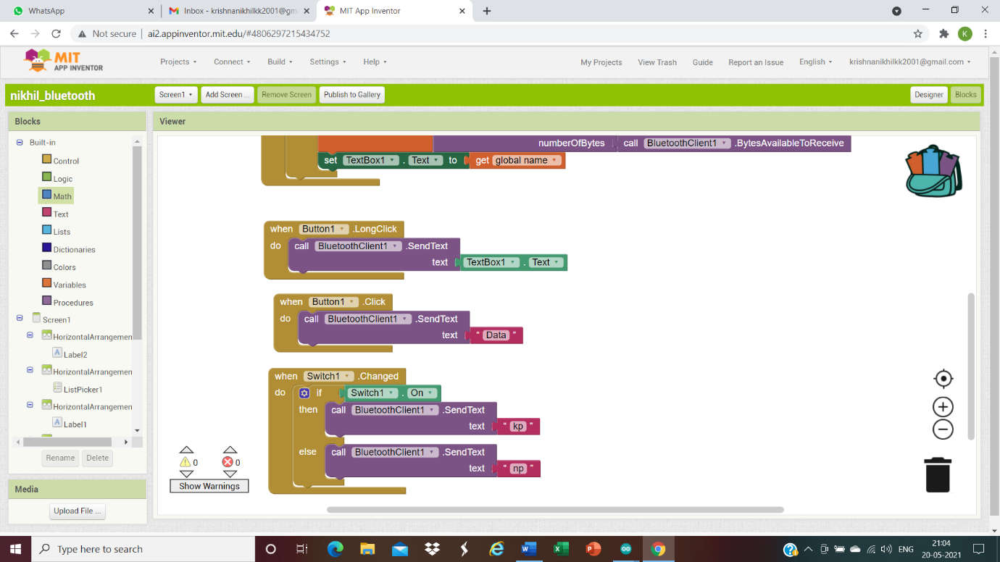 WhatsApp
Inbox - krishnanikhilkk2001@gm
MIT App Inventor
Not secure | ai2.appinventor.mit.edu/#4806297215434752
K
MIT
APP INVENTOR
Projects
Connect
Build
Settings
Help
My Projects
View Trash
Guide
Report an Issue
English
krishnanikhilkk2001@gmail.com
nikhil_bluetooth
Screen1
Add Screen ...
Remove Screen
Publish to Gallery
Designer
Blocks
Blocks
Viewer
Built-in
Control
Logic
Math
Text
Lists
Dictionaries
Colors
Variables
Procedures
Screen1
HorizontalArrangemen
Label2
HorizontalArrangemen
ListPicker1
HorizontalArrangemen
Label1
Rename
Delete
Media
Upload File ...
numberOfBytes call BluetoothClient1 .BytesAvailableToReceive
set TextBox1 . Text to get global name
when Button1 .LongClick
do call BluetoothClient1 .SendText
text TextBox1 . Text
when Button1 .Click
do call BluetoothClient1 .SendText
text " Data "
when Switch1 .Changed
do if Switch1 . On
then call BluetoothClient1 .SendText
text " kp "
else call BluetoothClient1 .SendText
text " np "
0 0
Show Warnings
Type here to search
ENG
21:04
20-05-2021